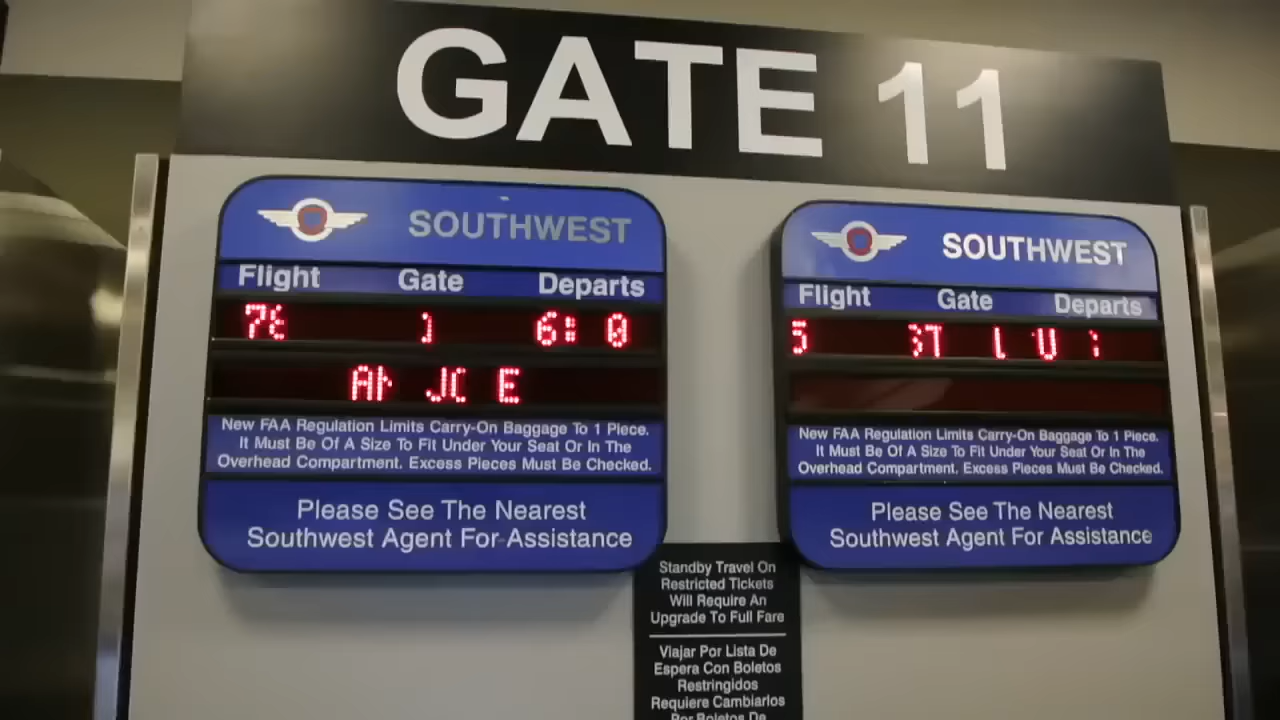 GATE 11
SOUTHWEST
Flight Gate Departs
New FAA Regulation Limits Carry-On Baggage To 1 Piece.
It Must Be Of A Size To Fit Under Your Seat Or In The
Overhead Compartment. Excess Pieces Must Be Checked.
Please See The Nearest
Southwest Agent For Assistance
SOUTHWEST
Flight Gate Departs
New FAA Regulation Limits Carry-On Baggage To 1 Piece.
It Must Be Of A Size To Fit Under Your Seat Or In The
Overhead Compartment. Excess Pieces Must Be Checked.
Please See The Nearest
Southwest Agent For Assistance
Standby Travel On
Restricted Tickets
Will Require An
Upgrade To Full Fare
Viajar Por Lista De
Espera Con Boletos
Restringidos
Requiere Cambiarlos
Por Boletos De